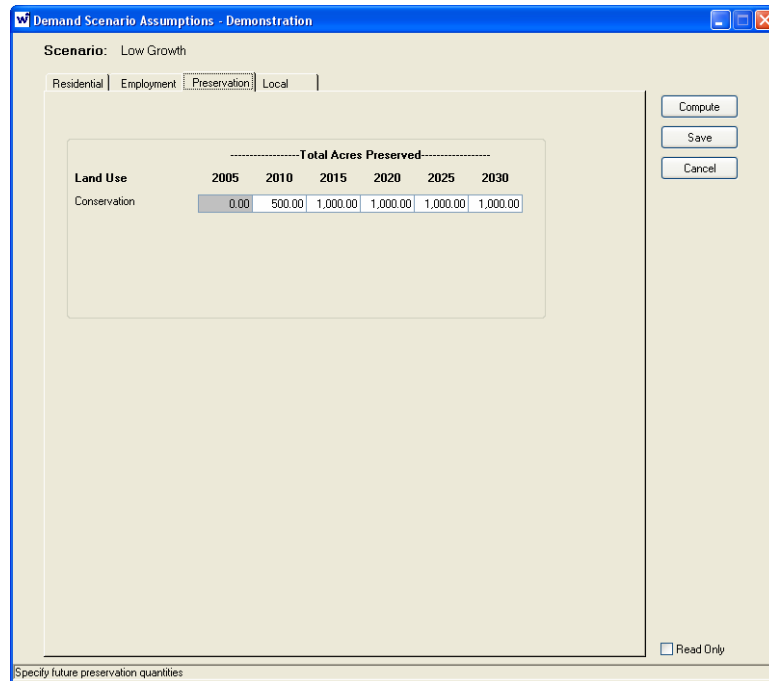 Demand Scenario Assumptions - Demonstration
Scenario: Low Growth
Residential Employment Preservation Local
Compute
Save
Cancel
------------------Total Acres Preserved------------------
Land Use 2005 2010 2015 2020 2025 2030
Conservation 0.00 500.00 1,000.00 1,000.00 1,000.00 1,000.00
Read Only
Specify future preservation quantities